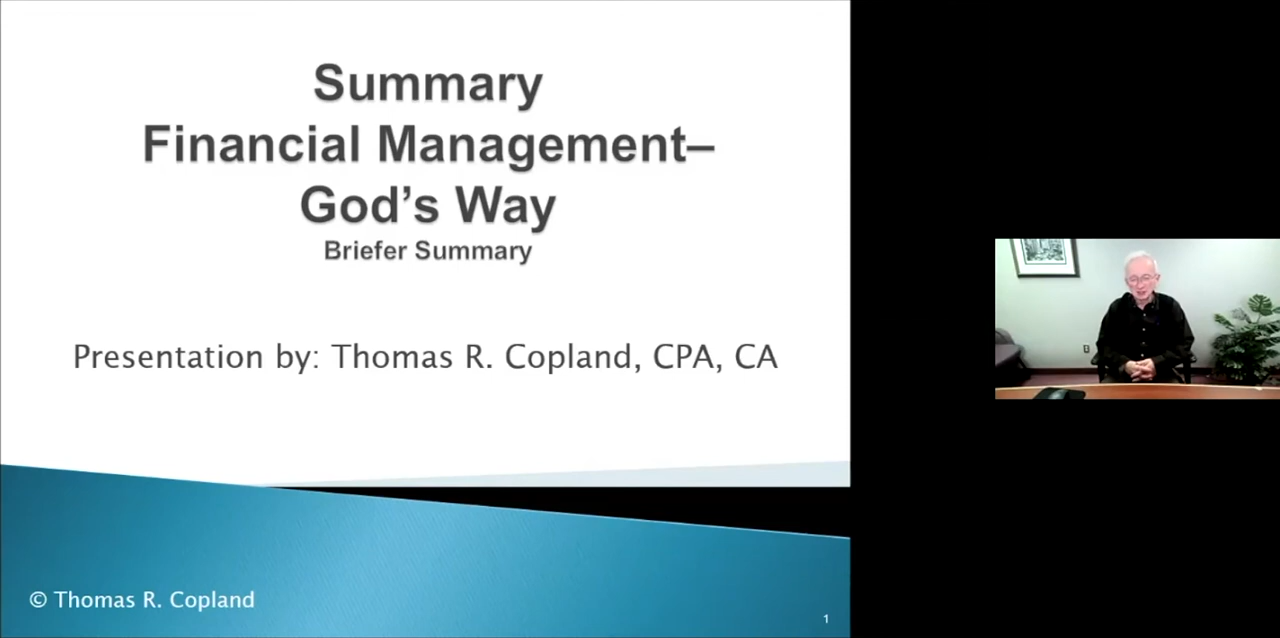 Summary
Financial Management–
God's Way
Briefer Summary
Presentation by: Thomas R. Copland, CPA, CA
© Thomas R. Copland
1